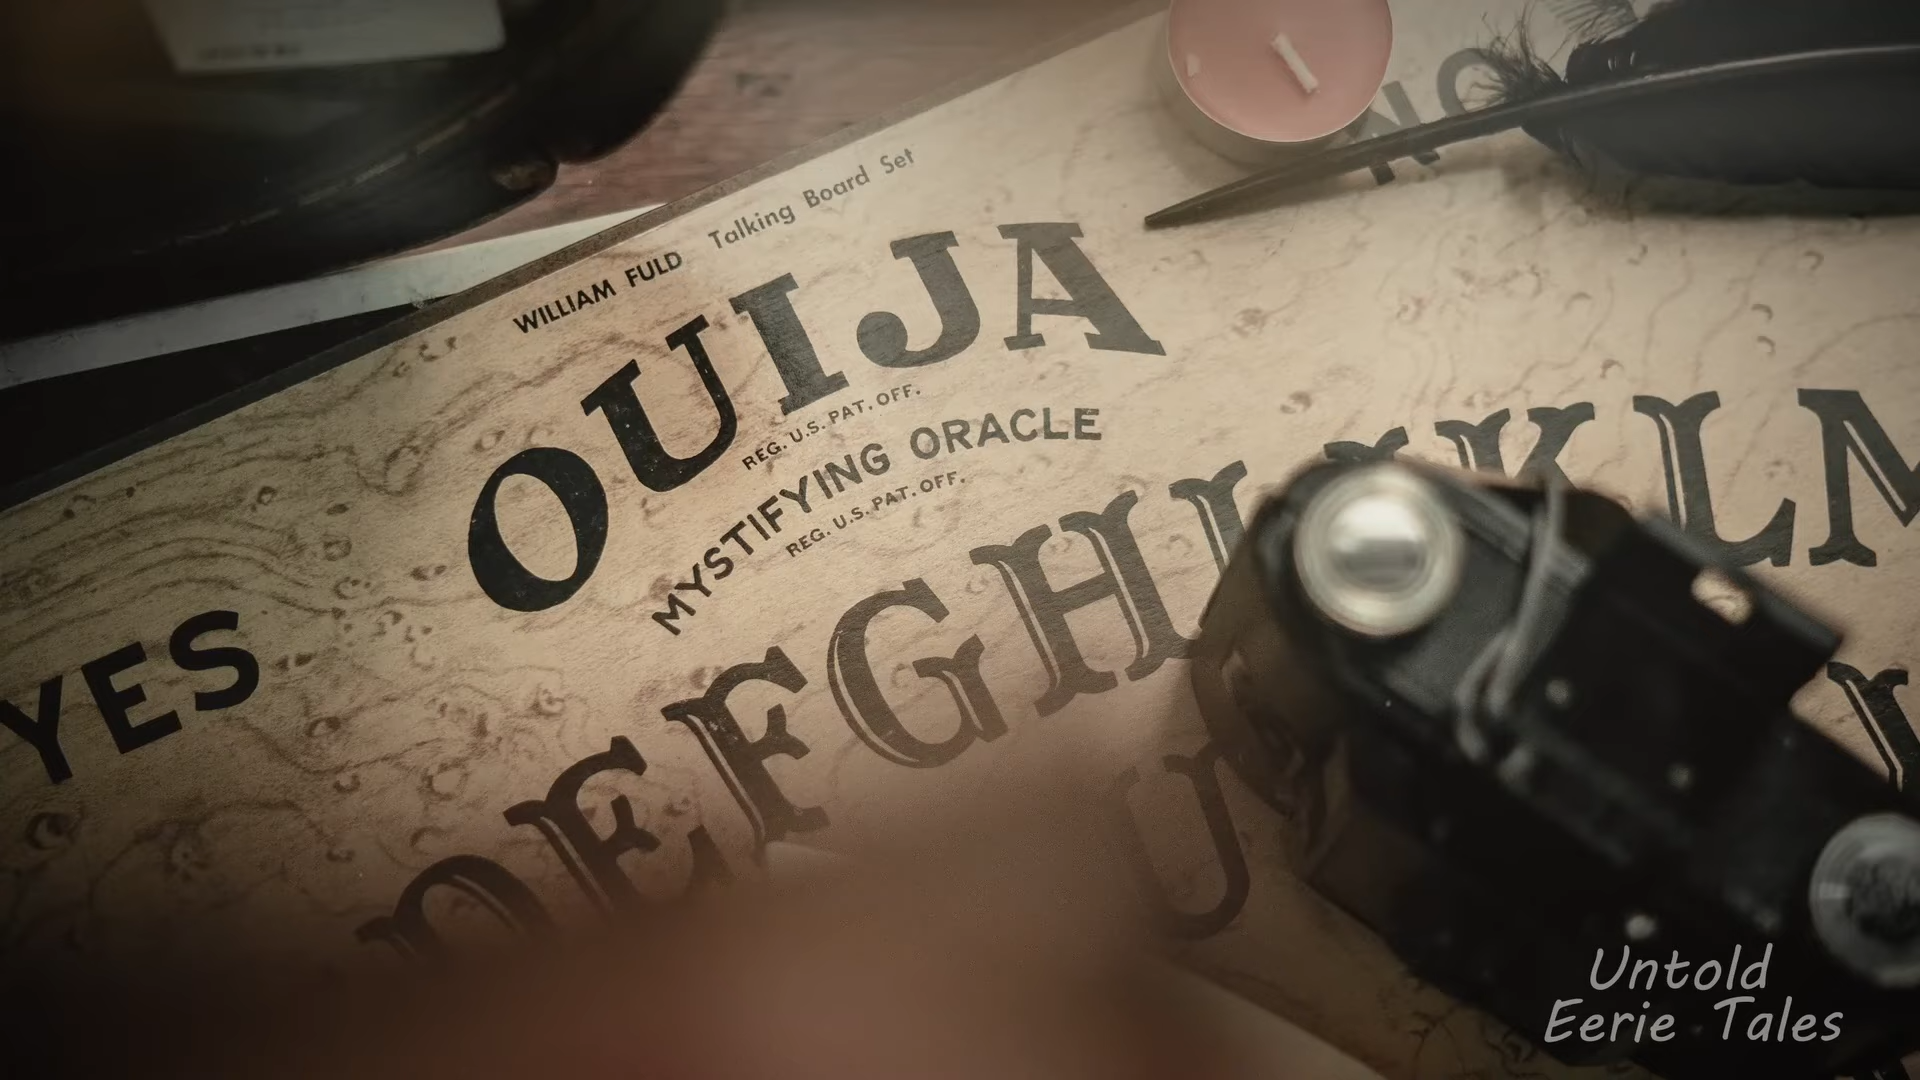 WILLIAM FULD Talking Board Set
NO
OUIJA
REG. U.S. PAT. OFF.
MYSTIFYING ORACLE
REG. U.S. PAT. OFF.
YES
DEFGHIJKLM
U
Untold
Eerie Tales